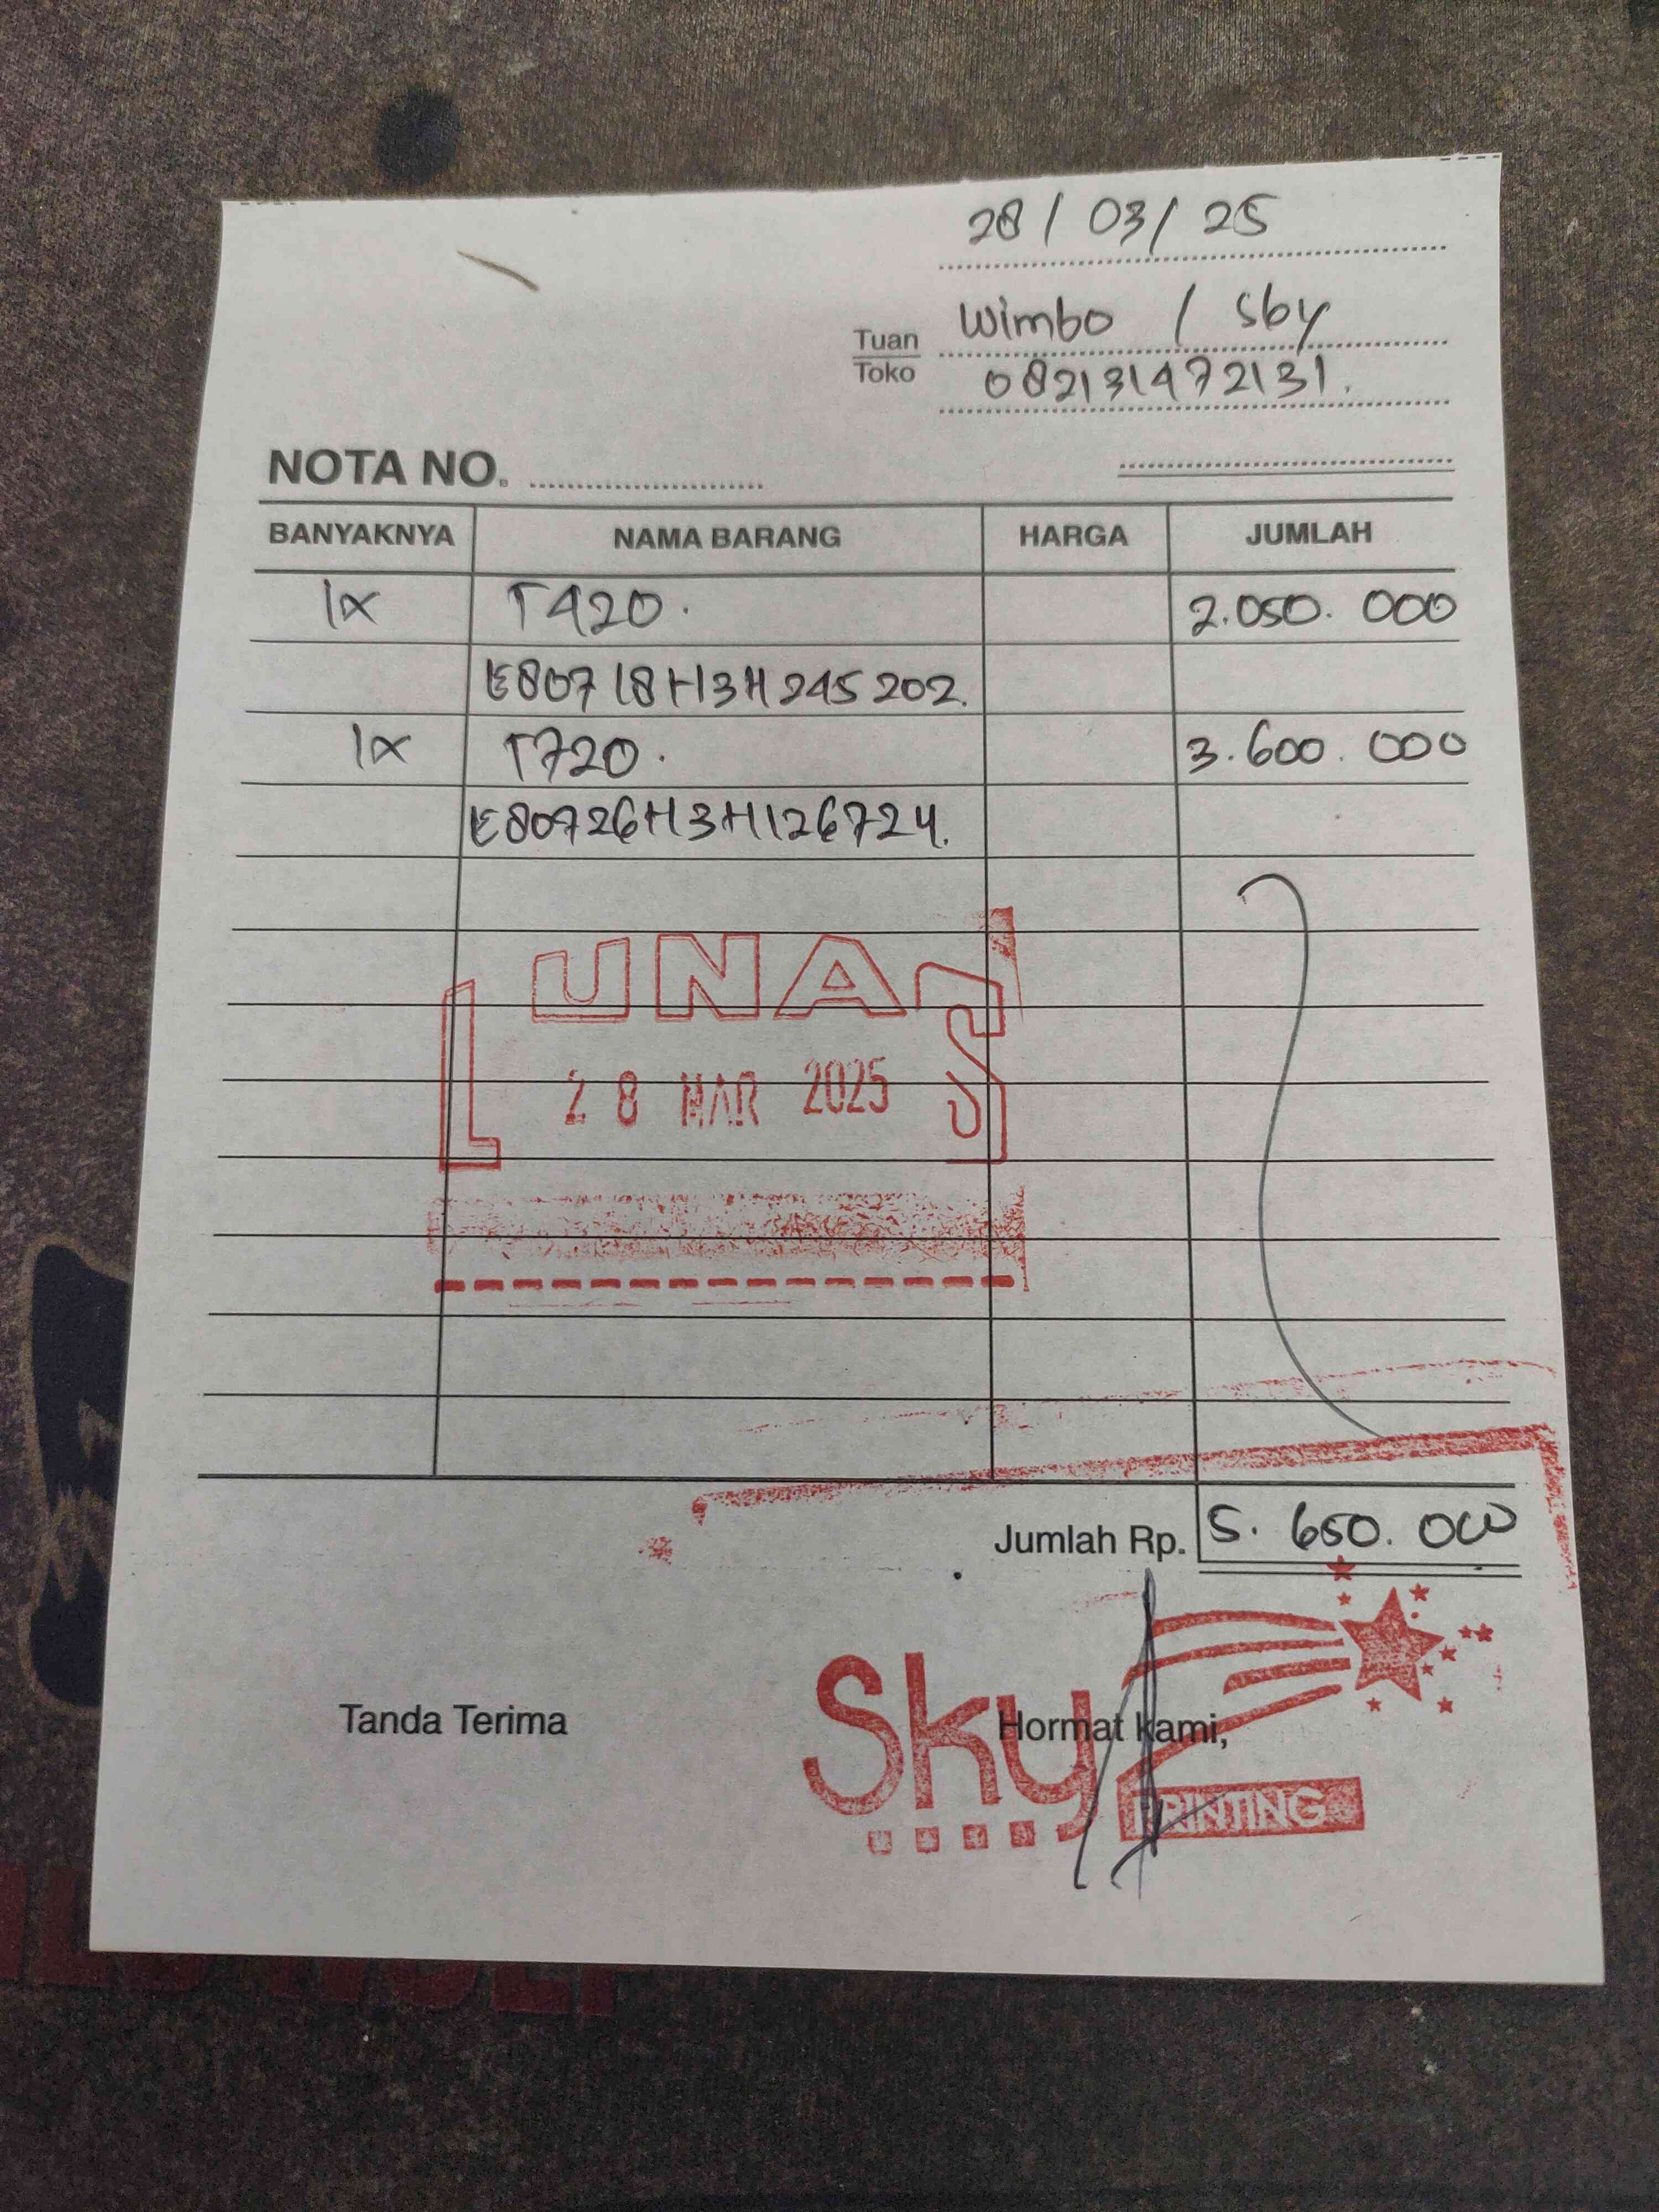 28 / 03 / 25
Tuan Wimbo / Sby
Toko 082131472131.
NOTA NO.
BANYAKNYA NAMA BARANG HARGA JUMLAH
1x T420. 2.050.000
E80718H3H245202.
1x T720. 3.600.000
E80726H3H126724.
LUNAS
28 MAR 2025
Jumlah Rp. 5.650.000
Tanda Terima Hormat kami,
Sky
PRINTING